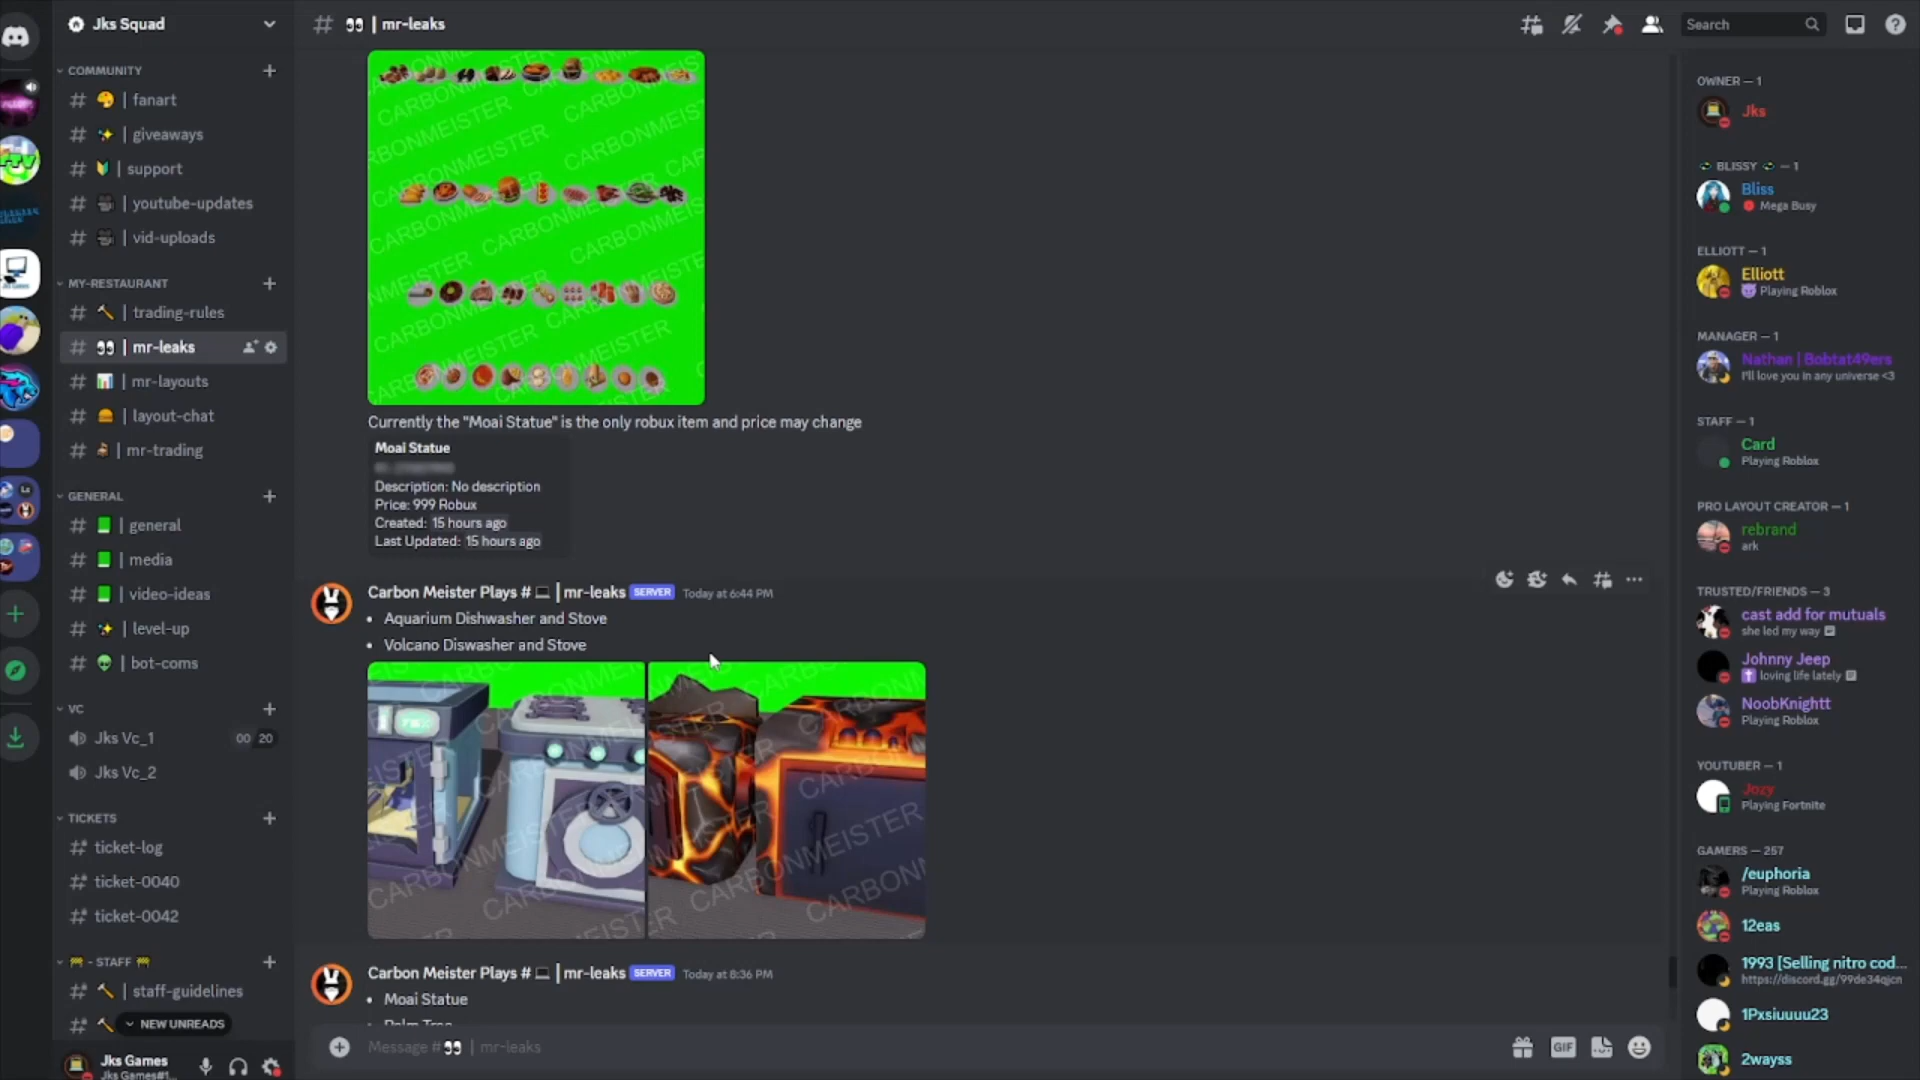 Jks Squad
COMMUNITY
| fanart
| giveaways
| support
| youtube-updates
| vid-uploads
MY-RESTAURANT
| trading-rules
| mr-leaks
| mr-layouts
| layout-chat
| mr-trading
GENERAL
| general
| media
| video-ideas
| level-up
| bot-coms
VC
Jks Vc_1
00 20
Jks Vc_2
TICKETS
ticket-log
ticket-0040
ticket-0042
- STAFF
| staff-guidelines
NEW UNREADS
Jks Games
Jks Games#1...
# | mr-leaks
Search
CARBONMEISTER
Currently the "Moai Statue" is the only robux item and price may change
Moai Statue
Description: No description
Price: 999 Robux
Created: 15 hours ago
Last Updated: 15 hours ago
Carbon Meister Plays # | mr-leaks SERVER Today at 6:44 PM
• Aquarium Dishwasher and Stove
• Volcano Diswasher and Stove
CARBONMEISTER
CARBONMEISTER
Carbon Meister Plays # | mr-leaks SERVER Today at 8:36 PM
• Moai Statue
• Palm Tree
Message # | mr-leaks
GIF
OWNER — 1
Jks
BLISSY — 1
Bliss
Mega Busy
ELLIOTT — 1
Elliott
Playing Roblox
MANAGER — 1
Nathan | Bobtat49ers
I'll love you in any universe <3
STAFF — 1
Card
Playing Roblox
PRO LAYOUT CREATOR — 1
rebrand
ark
TRUSTED/FRIENDS — 3
cast add for mutuals
she led my way
Johnny Jeep
loving life lately
NoobKnightt
Playing Roblox
YOUTUBER — 1
Jozy
Playing Fortnite
GAMERS — 257
/euphoria
Playing Roblox
12eas
1993 [Selling nitro cod...
https://discord.gg/99de34qjcn
1Pxsiuuuu23
2wayss